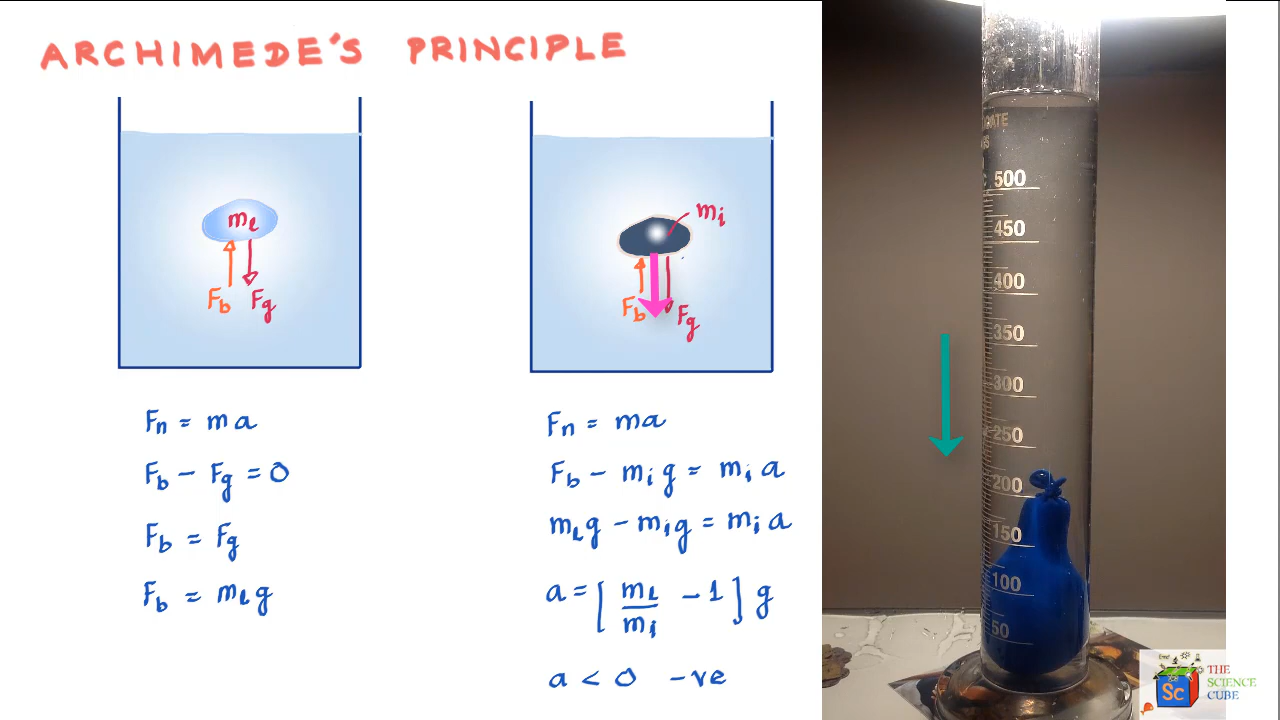 ARCHIMEDE'S PRINCIPLE
mℓ
Fb
Fg
mi
Fb
Fg
Fn = ma
Fb - Fg = 0
Fb = Fg
Fb = mLg
Fn = ma
Fb - mig = mia
mLg - mig = mia
a = [mL/mi - 1] g
a < 0 -ve
500
450
400
350
300
250
200
150
100
50
Sc
THE
SCIENCE
CUBE